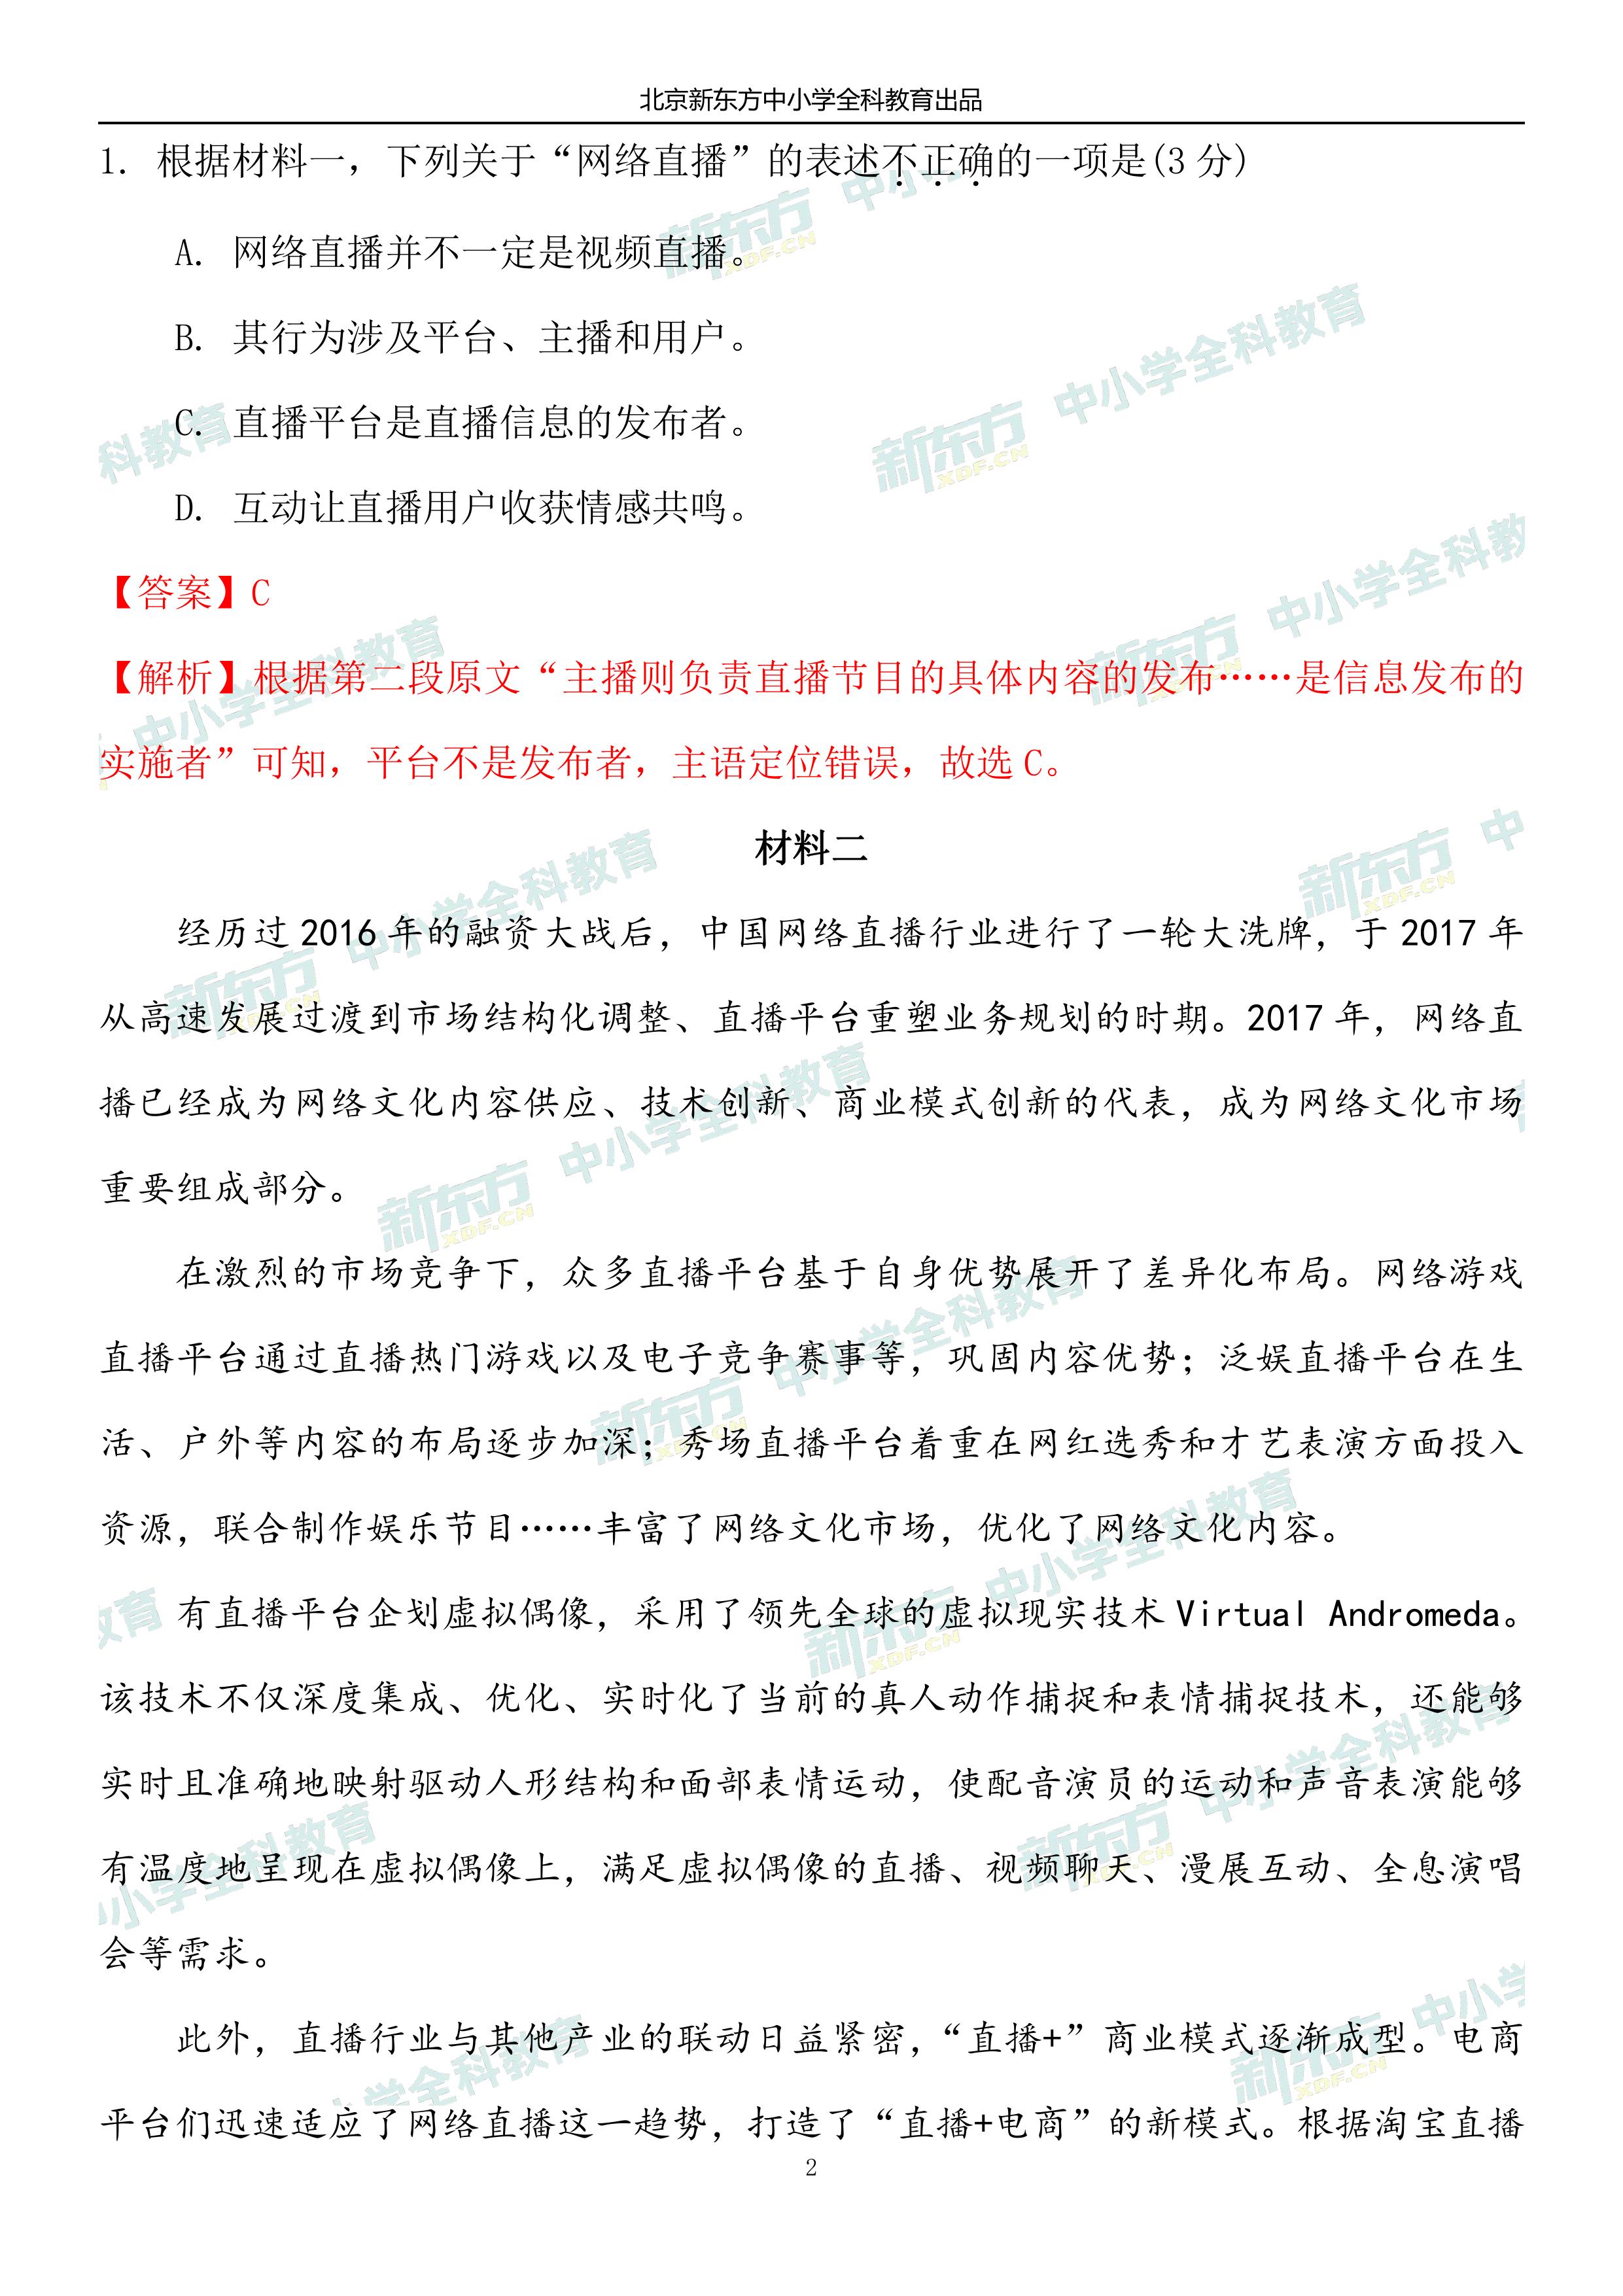 北京新东方中小学全科教育出品
1. 根据材料一，下列关于“网络直播”的表述不正确的一项是(3 分)
A. 网络直播并不一定是视频直播。
B. 其行为涉及平台、主播和用户。
C. 直播平台是直播信息的发布者。
D. 互动让直播用户收获情感共鸣。
【答案】C
【解析】根据第二段原文“主播则负责直播节目的具体内容的发布……是信息发布的
实施者”可知，平台不是发布者，主语定位错误，故选 C。
材料二
经历过 2016 年的融资大战后，中国网络直播行业进行了一轮大洗牌，于 2017 年
从高速发展过渡到市场结构化调整、直播平台重塑业务规划的时期。2017 年，网络直
播已经成为网络文化内容供应、技术创新、商业模式创新的代表，成为网络文化市场
重要组成部分。
在激烈的市场竞争下，众多直播平台基于自身优势展开了差异化布局。网络游戏
直播平台通过直播热门游戏以及电子竞争赛事等，巩固内容优势；泛娱直播平台在生
活、户外等内容的布局逐步加深；秀场直播平台着重在网红选秀和才艺表演方面投入
资源，联合制作娱乐节目……丰富了网络文化市场，优化了网络文化内容。
有直播平台企划虚拟偶像，采用了领先全球的虚拟现实技术 Virtual Andromeda。
该技术不仅深度集成、优化、实时化了当前的真人动作捕捉和表情捕捉技术，还能够
实时且准确地映射驱动人形结构和面部表情运动，使配音演员的运动和声音表演能够
有温度地呈现在虚拟偶像上，满足虚拟偶像的直播、视频聊天、漫展互动、全息演唱
会等需求。
此外，直播行业与其他产业的联动日益紧密，“直播+”商业模式逐渐成型。电商
平台们迅速适应了网络直播这一趋势，打造了“直播+电商”的新模式。根据淘宝直播
2